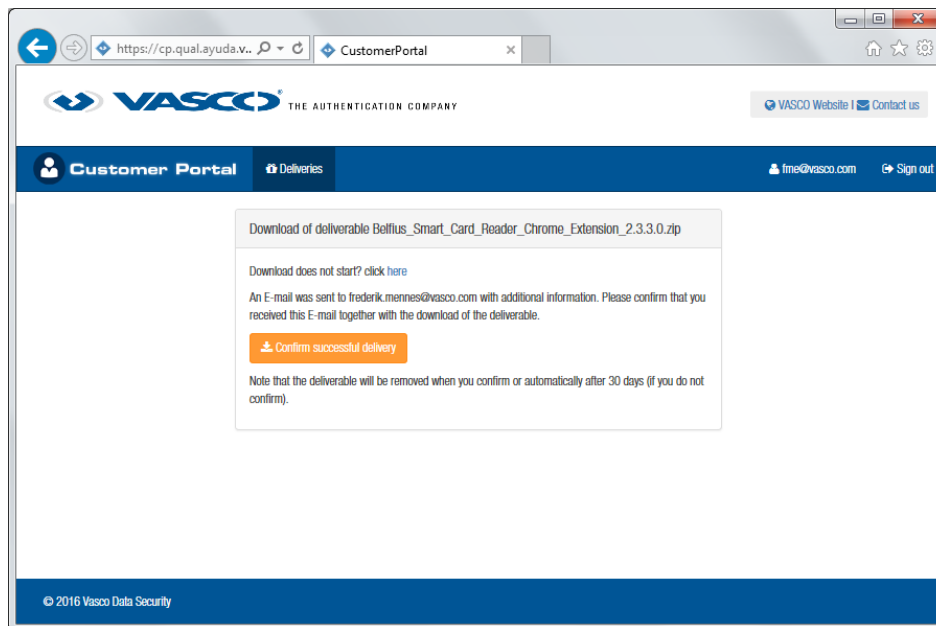 https://cp.qual.ayuda.v..
CustomerPortal
VASCO® THE AUTHENTICATION COMPANY
VASCO Website | Contact us
Customer Portal
Deliveries
fme@vasco.com
Sign out
Download of deliverable Belfius_Smart_Card_Reader_Chrome_Extension_2.3.3.0.zip
Download does not start? click here
An E-mail was sent to frederik.mennes@vasco.com with additional information. Please confirm that you
received this E-mail together with the download of the deliverable.
Confirm successful delivery
Note that the deliverable will be removed when you confirm or automatically after 30 days (if you do not
confirm).
© 2016 Vasco Data Security